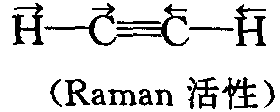 H—C≡C—H
(Raman 活性)